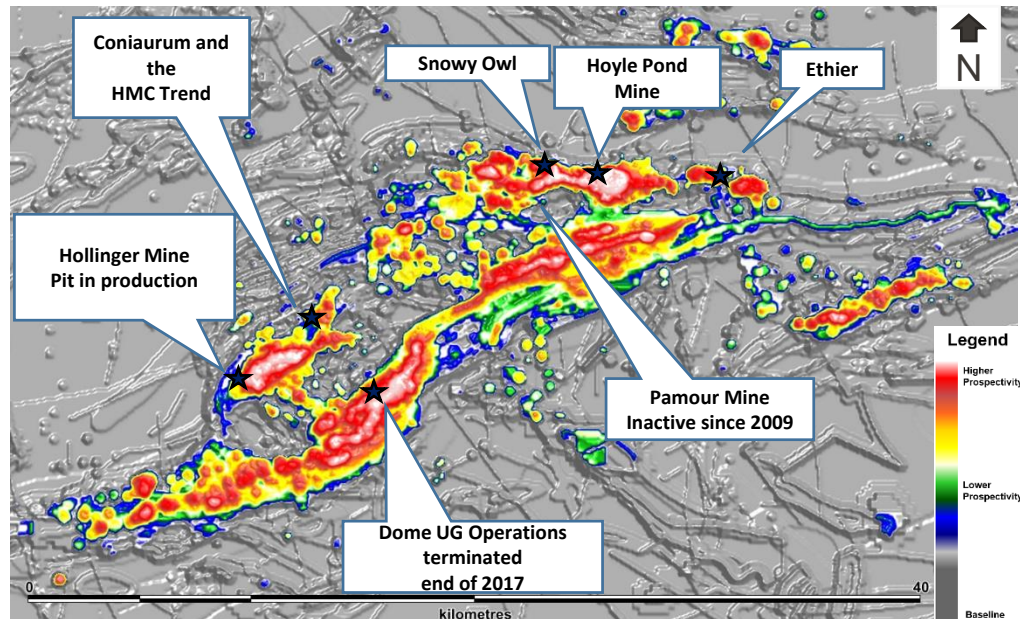 Coniaurum and
the
HMC Trend
Snowy Owl
Hoyle Pond
Mine
Ethier
N
Hollinger Mine
Pit in production
Legend
Higher
Prospectivity
Lower
Prospectivity
Baseline
Pamour Mine
Inactive since 2009
Dome UG Operations
terminated
end of 2017
0
40
kilometres